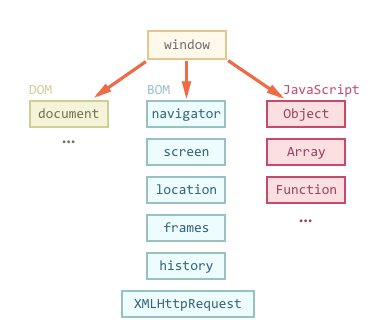 window
DOM
BOM
JavaScript
document
navigator
Object
...
screen
Array
location
Function
frames
...
history
XMLHttpRequest